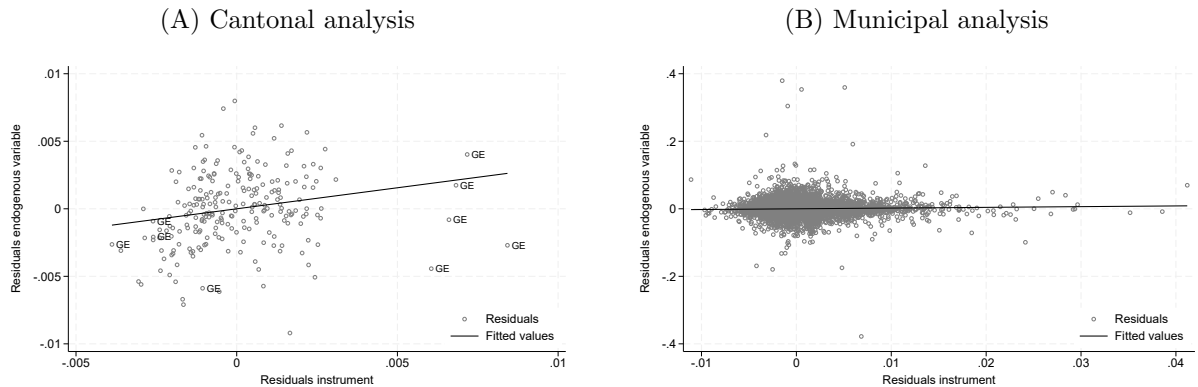 (A) Cantonal analysis
.01
.005
0
-.005
-.01
Residuals endogenous variable
GE
GE
GE
GE
GE
GE
GE
GE
GE
Residuals
Fitted values
-.005
0
.005
.01
Residuals instrument
(B) Municipal analysis
.4
.2
0
-.2
-.4
Residuals endogenous variable
Residuals
Fitted values
-.01
0
.01
.02
.03
.04
Residuals instrument